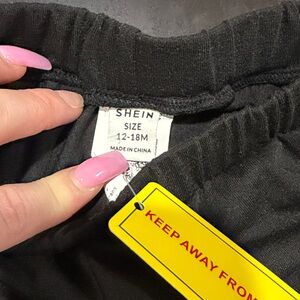 SHEIN
SIZE
12-18M
MADE IN CHINA
KEEP AWAY FROM